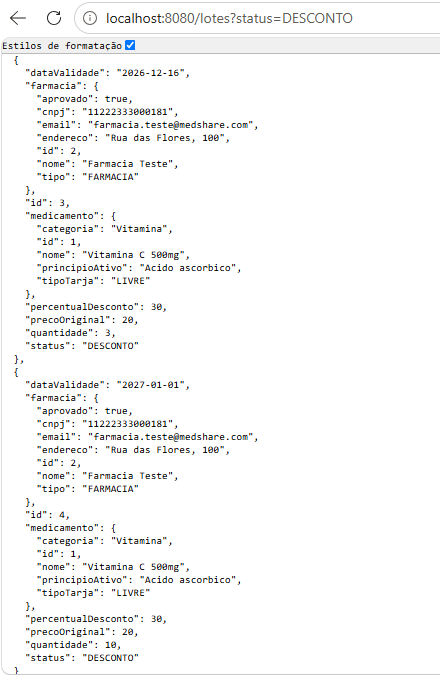 localhost:8080/lotes?status=DESCONTO
Estilos de formatação
{
"dataValidade": "2026-12-16",
"farmacia": {
"aprovado": true,
"cnpj": "11222333000181",
"email": "farmacia.teste@medshare.com",
"endereco": "Rua das Flores, 100",
"id": 2,
"nome": "Farmacia Teste",
"tipo": "FARMACIA"
},
"id": 3,
"medicamento": {
"categoria": "Vitamina",
"id": 1,
"nome": "Vitamina C 500mg",
"principioAtivo": "Acido ascorbico",
"tipoTarja": "LIVRE"
},
"percentualDesconto": 30,
"precoOriginal": 20,
"quantidade": 3,
"status": "DESCONTO"
},
{
"dataValidade": "2027-01-01",
"farmacia": {
"aprovado": true,
"cnpj": "11222333000181",
"email": "farmacia.teste@medshare.com",
"endereco": "Rua das Flores, 100",
"id": 2,
"nome": "Farmacia Teste",
"tipo": "FARMACIA"
},
"id": 4,
"medicamento": {
"categoria": "Vitamina",
"id": 1,
"nome": "Vitamina C 500mg",
"principioAtivo": "Acido ascorbico",
"tipoTarja": "LIVRE"
},
"percentualDesconto": 30,
"precoOriginal": 20,
"quantidade": 10,
"status": "DESCONTO"
}